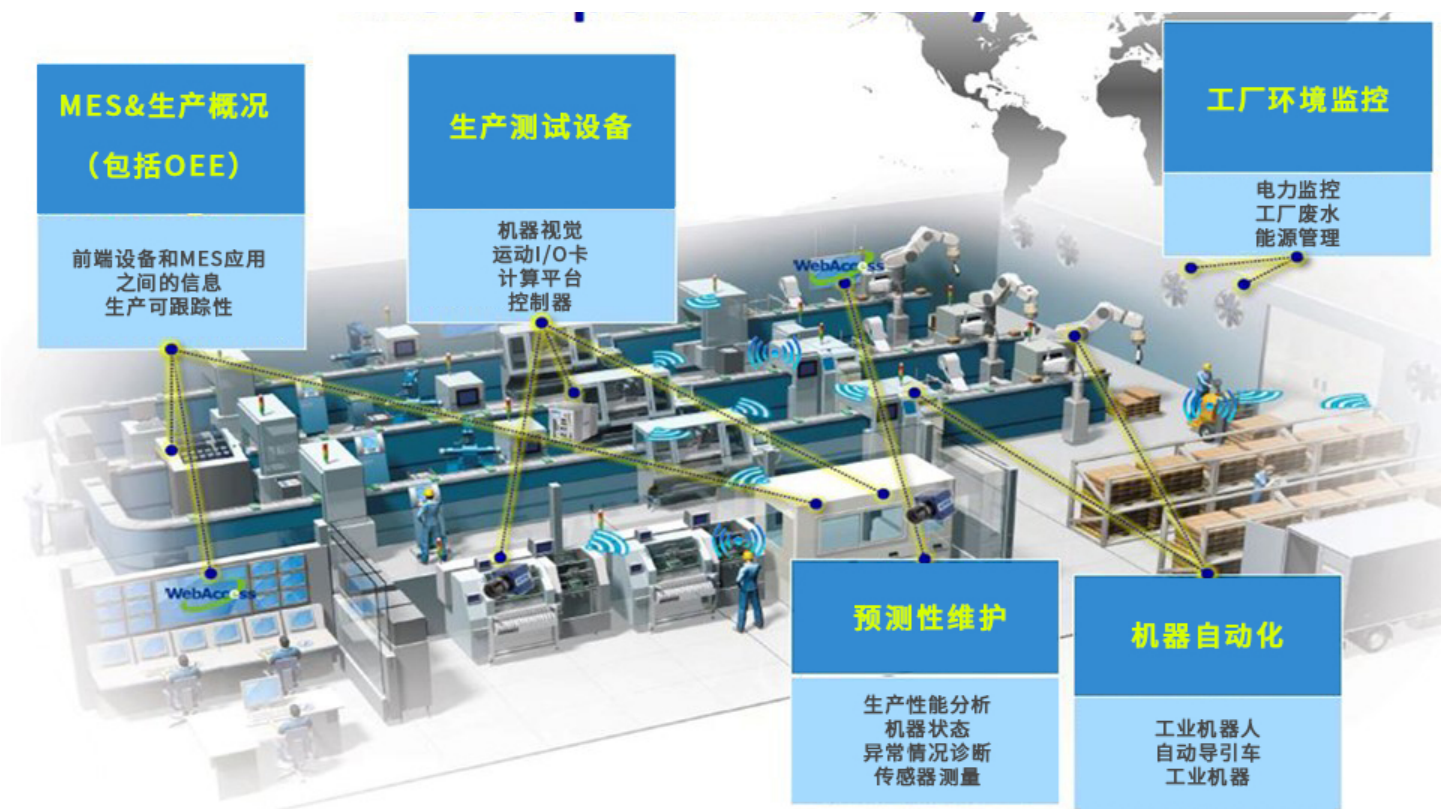 MES&生产概况
（包括OEE）
前端设备和MES应用
之间的信息
生产可跟踪性
生产测试设备
机器视觉
运动I/O卡
计算平台
控制器
工厂环境监控
电力监控
工厂废水
能源管理
WebAccess
WebAccess
预测性维护
生产性能分析
机器状态
异常情况诊断
传感器测量
机器自动化
工业机器人
自动导引车
工业机器